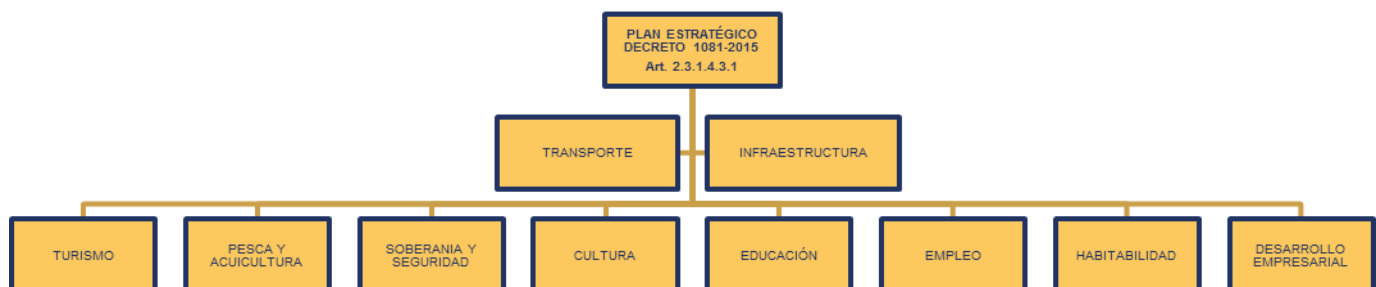 PLAN ESTRATÉGICO
DECRETO 1081-2015
Art. 2.3.1.4.3.1
TRANSPORTE
INFRAESTRUCTURA
TURISMO
PESCA Y
ACUICULTURA
SOBERANIA Y
SEGURIDAD
CULTURA
EDUCACIÓN
EMPLEO
HABITABILIDAD
DESARROLLO
EMPRESARIAL